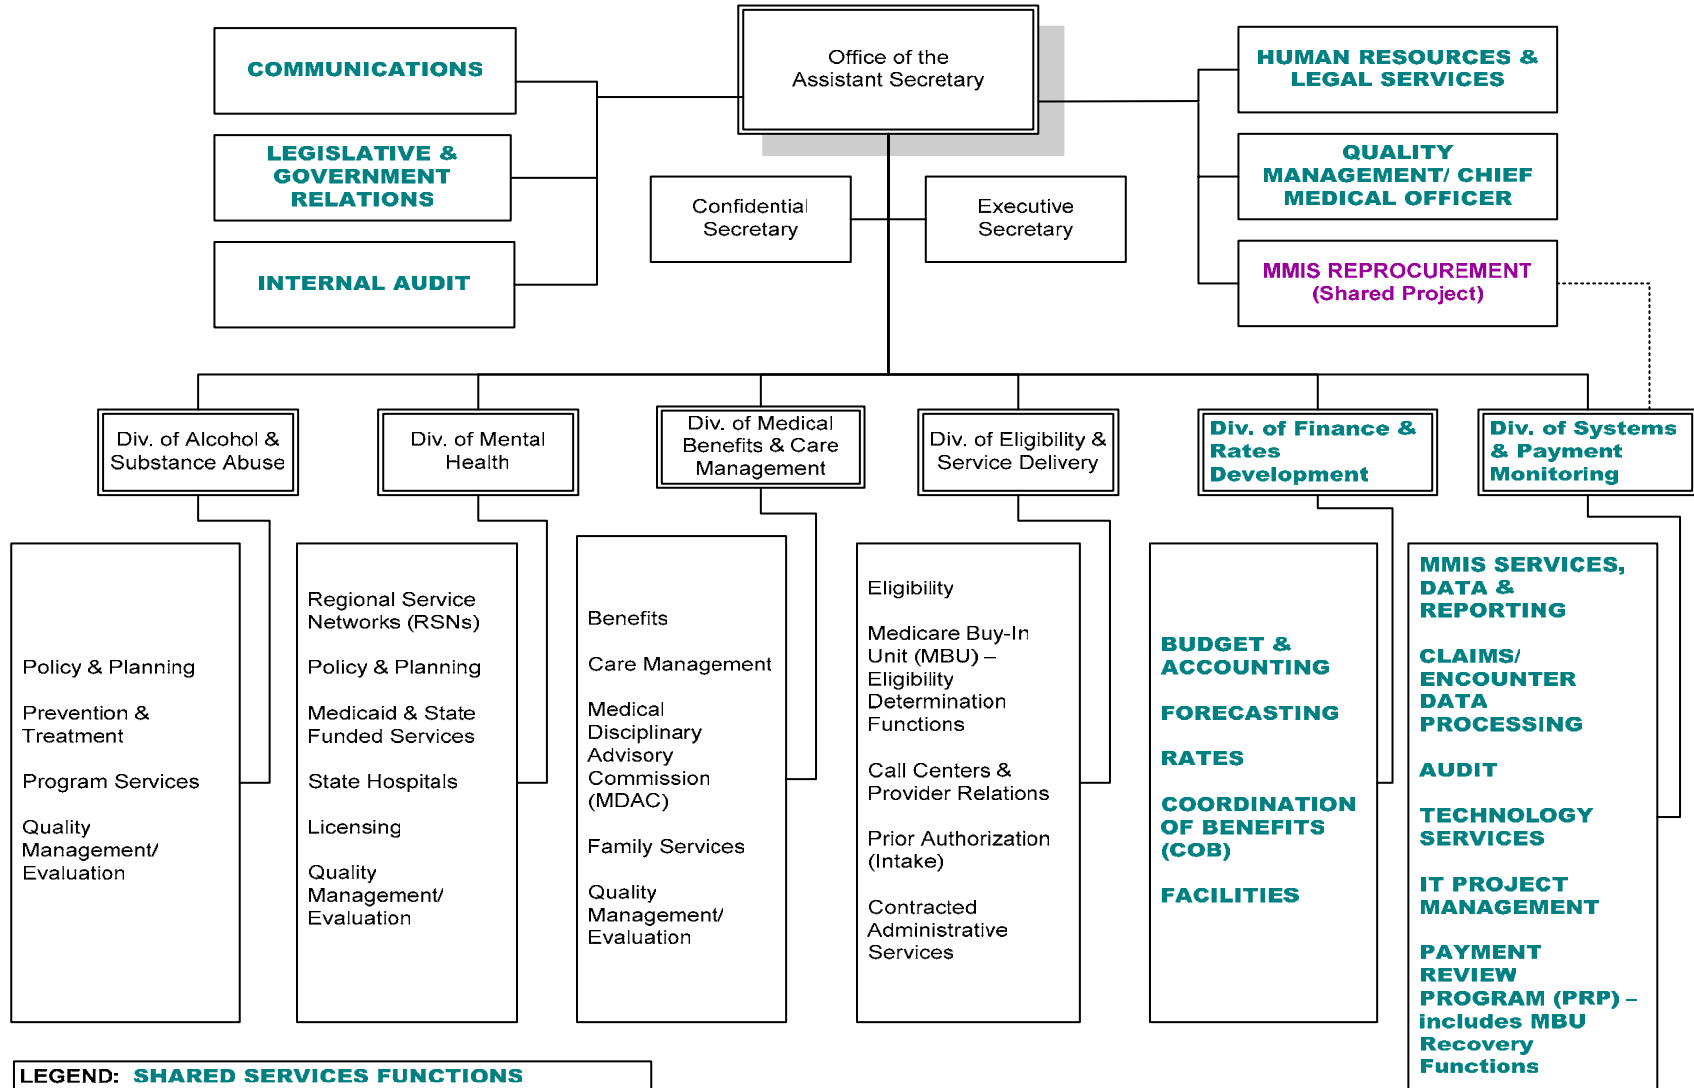 Office of the
Assistant Secretary
COMMUNICATIONS
LEGISLATIVE &
GOVERNMENT
RELATIONS
INTERNAL AUDIT
HUMAN RESOURCES &
LEGAL SERVICES
QUALITY
MANAGEMENT/ CHIEF
MEDICAL OFFICER
MMIS REPROCUREMENT
(Shared Project)
Confidential
Secretary
Executive
Secretary
Div. of Alcohol &
Substance Abuse
Div. of Mental
Health
Div. of Medical
Benefits & Care
Management
Div. of Eligibility &
Service Delivery
Div. of Finance &
Rates
Development
Div. of Systems
& Payment
Monitoring
Policy & Planning
Prevention &
Treatment
Program Services
Quality
Management/
Evaluation
Regional Service
Networks (RSNs)
Policy & Planning
Medicaid & State
Funded Services
State Hospitals
Licensing
Quality
Management/
Evaluation
Benefits
Care Management
Medical
Disciplinary
Advisory
Commission
(MDAC)
Family Services
Quality
Management/
Evaluation
Eligibility
Medicare Buy-In
Unit (MBU) –
Eligibility
Determination
Functions
Call Centers &
Provider Relations
Prior Authorization
(Intake)
Contracted
Administrative
Services
BUDGET &
ACCOUNTING
FORECASTING
RATES
COORDINATION
OF BENEFITS
(COB)
FACILITIES
MMIS SERVICES,
DATA &
REPORTING
CLAIMS/
ENCOUNTER
DATA
PROCESSING
AUDIT
TECHNOLOGY
SERVICES
IT PROJECT
MANAGEMENT
PAYMENT
REVIEW
PROGRAM (PRP) –
includes MBU
Recovery
Functions
LEGEND: SHARED SERVICES FUNCTIONS